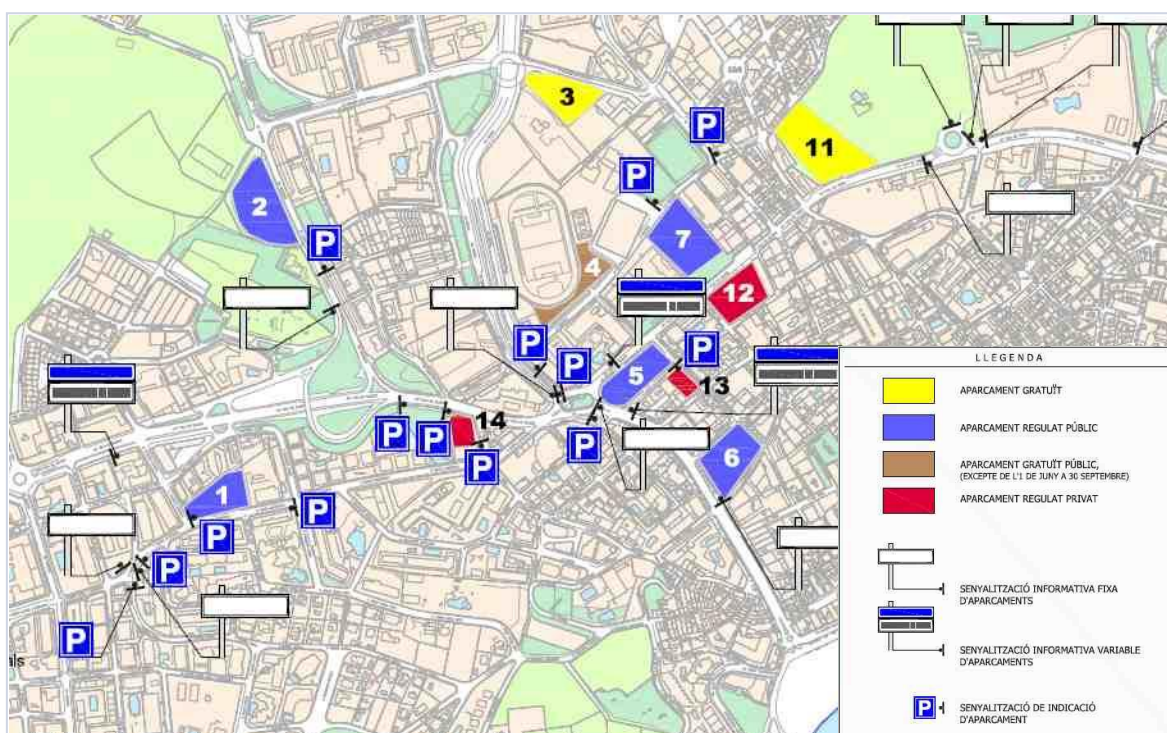 3
P
11
P
2
7
P
4
12
P
P
P
5
13
14
P
P
P
P
6
1
P
P
P
P
als
LLEGENDA
APARCAMENT GRATUÏT
APARCAMENT REGULAT PÚBLIC
APARCAMENT GRATUÏT PÚBLIC,
(EXCEPTE DE L'1 DE JUNY A 30 SEPTEMBRE)
APARCAMENT REGULAT PRIVAT
SENYALITZACIÓ INFORMATIVA FIXA
D'APARCAMENTS
SENYALITZACIÓ INFORMATIVA VARIABLE
D'APARCAMENTS
P
SENYALITZACIÓ DE INDICACIÓ
D'APARCAMENT